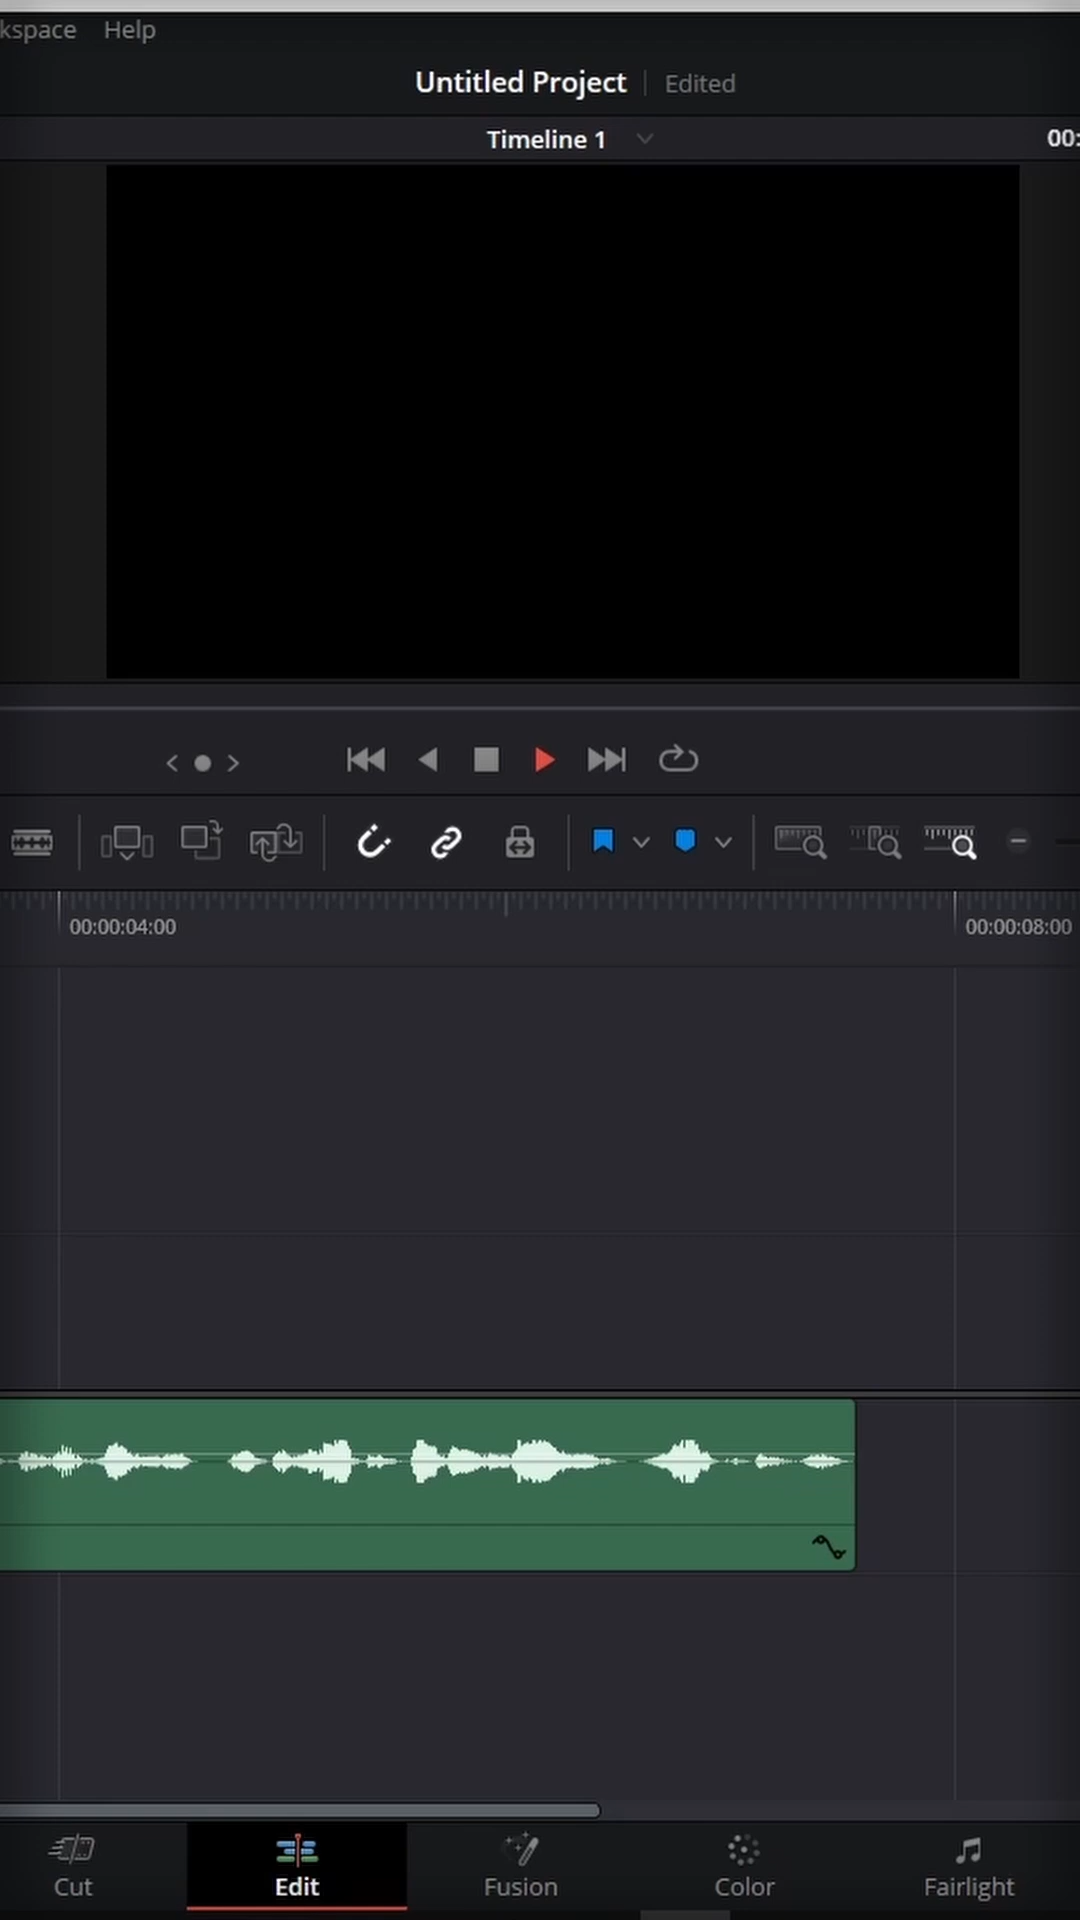 kspace Help
Untitled Project | Edited
Timeline 1
00:
00:00:04:00
00:00:08:00
Cut
Edit
Fusion
Color
Fairlight